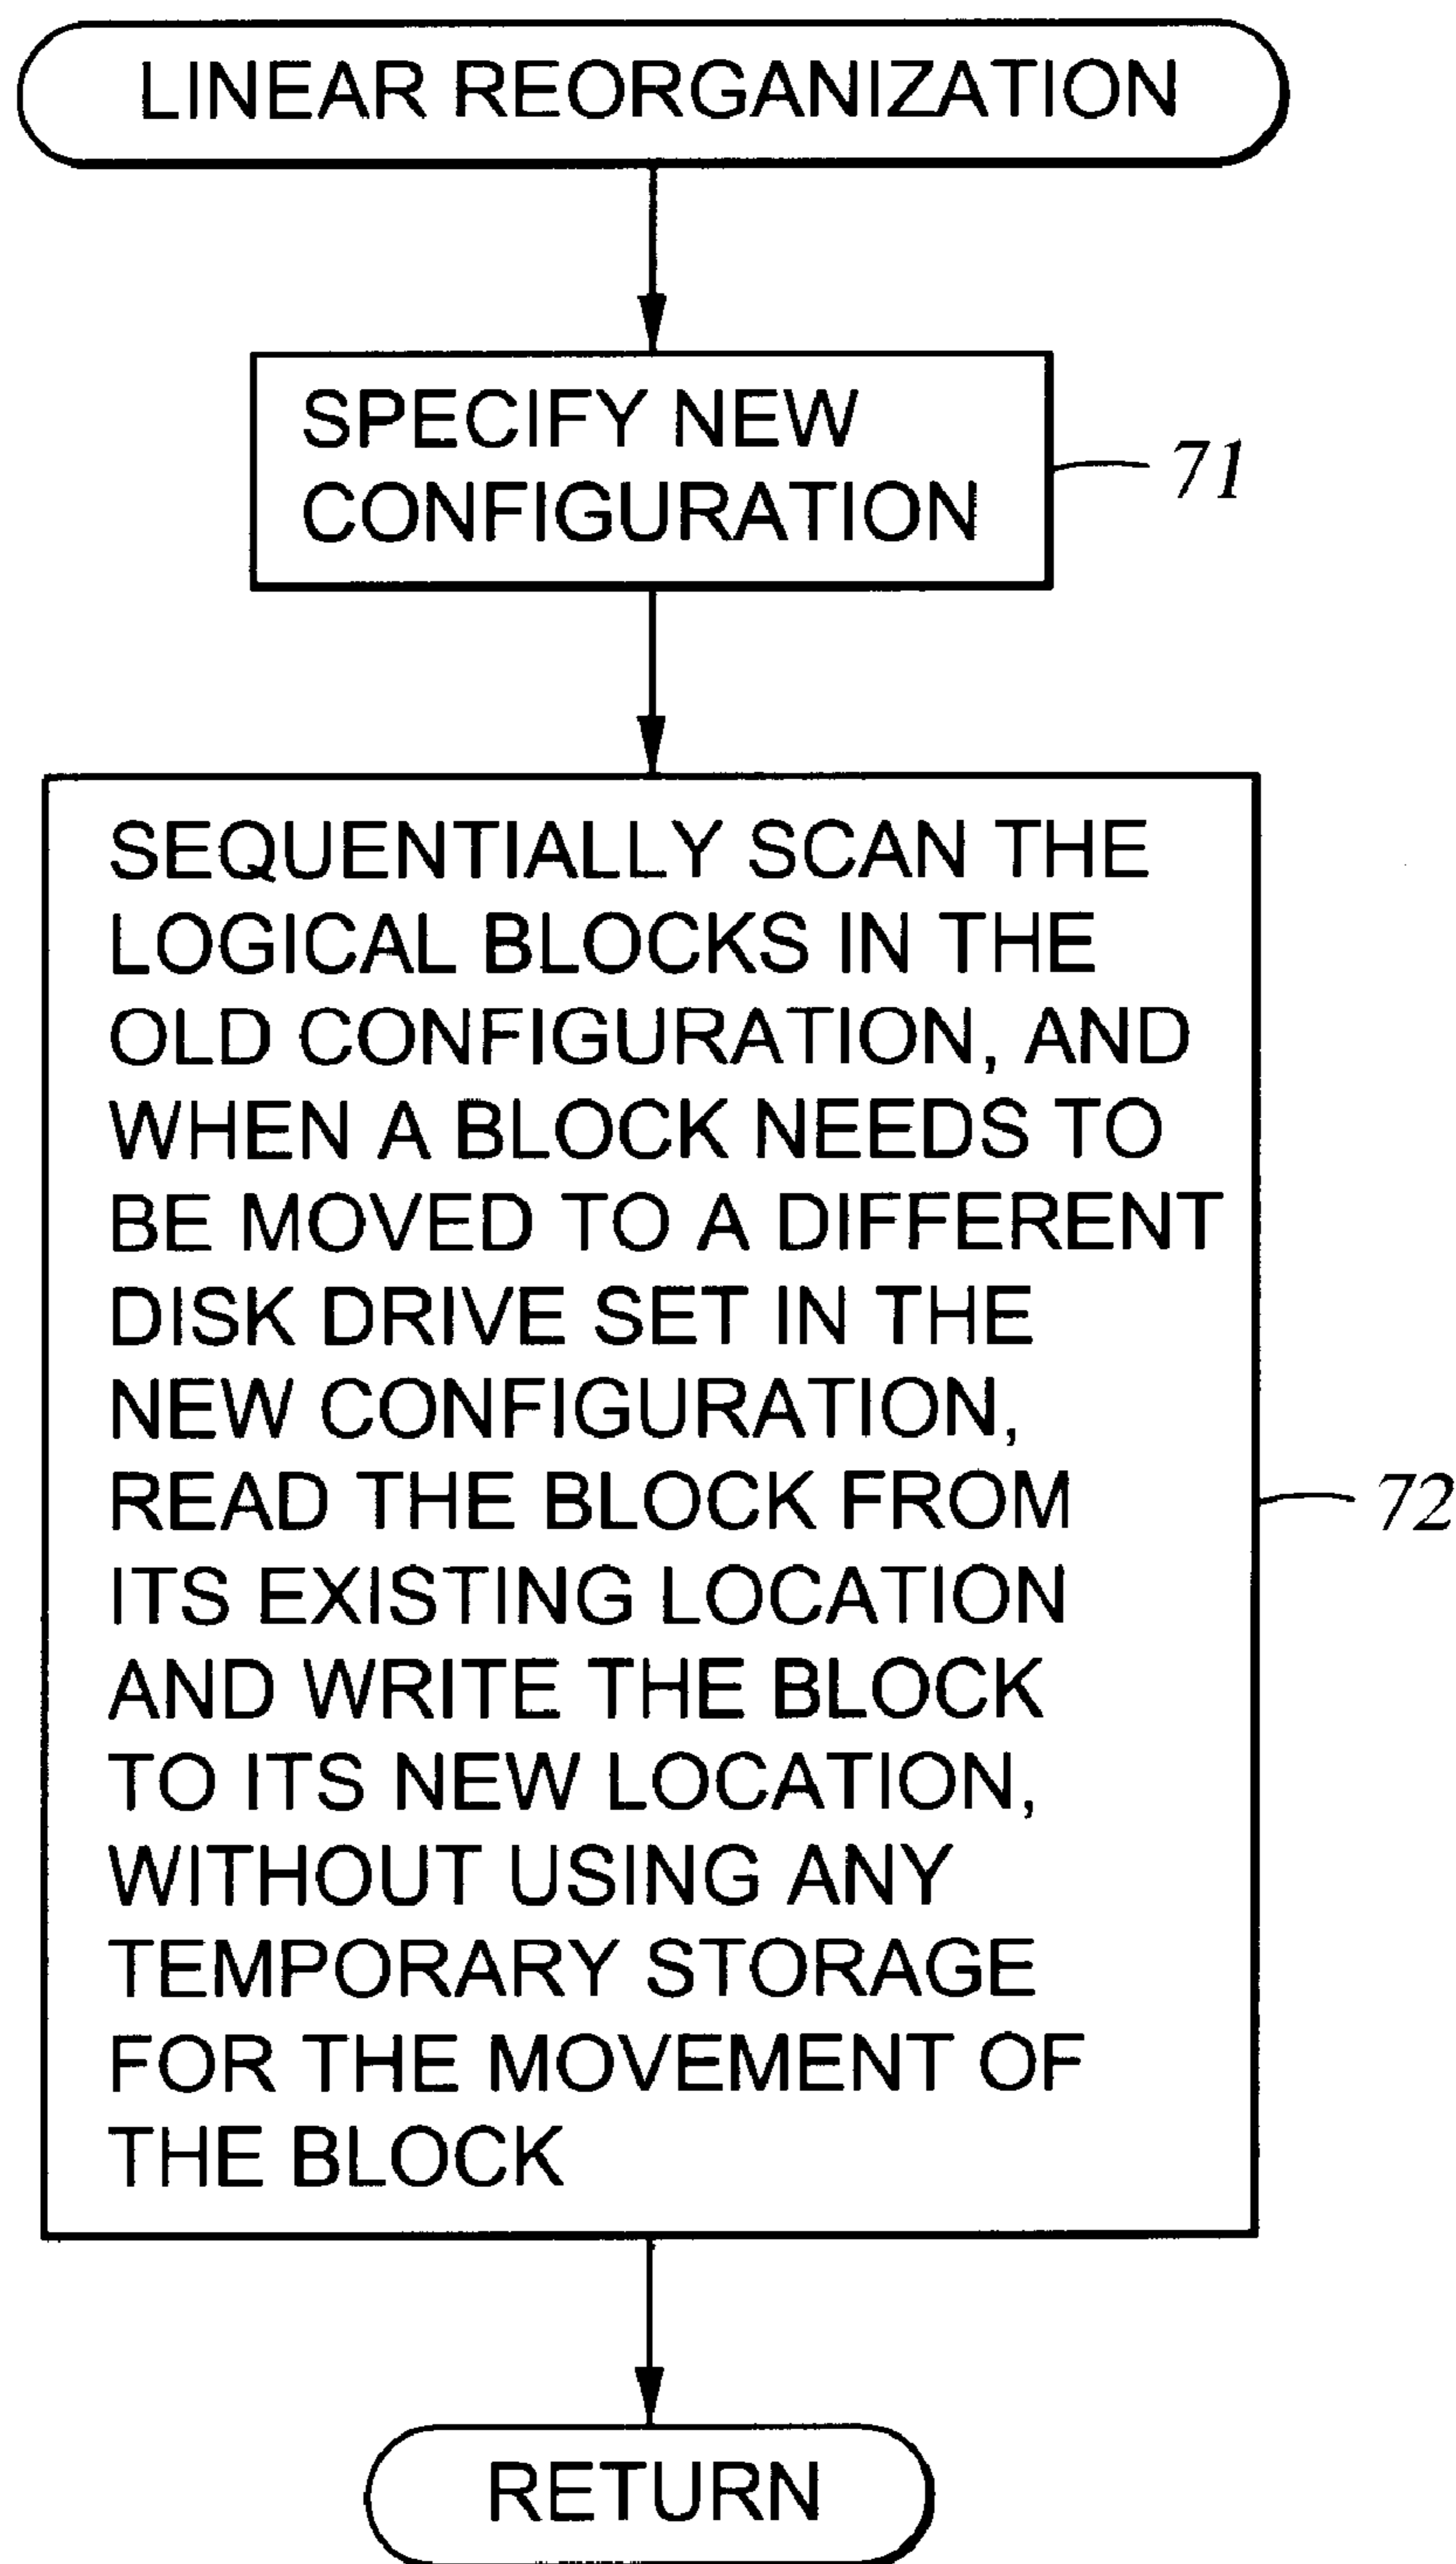 LINEAR REORGANIZATION
SPECIFY NEW
CONFIGURATION
71
SEQUENTIALLY SCAN THE
LOGICAL BLOCKS IN THE
OLD CONFIGURATION, AND
WHEN A BLOCK NEEDS TO
BE MOVED TO A DIFFERENT
DISK DRIVE SET IN THE
NEW CONFIGURATION,
READ THE BLOCK FROM
ITS EXISTING LOCATION
AND WRITE THE BLOCK
TO ITS NEW LOCATION,
WITHOUT USING ANY
TEMPORARY STORAGE
FOR THE MOVEMENT OF
THE BLOCK
72
RETURN